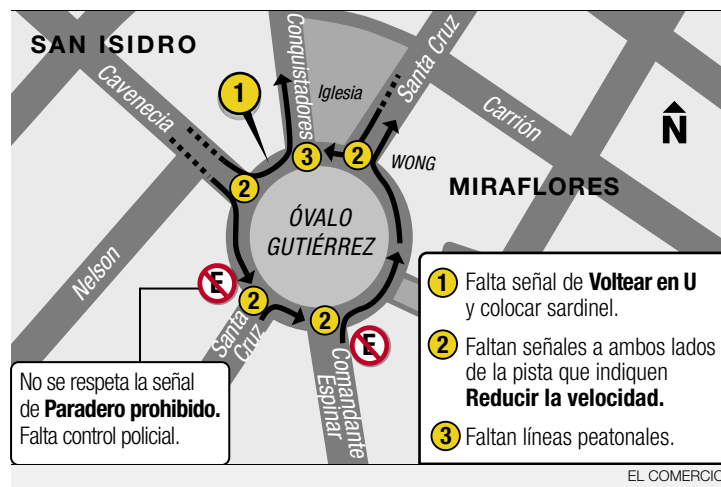 SAN ISIDRO
Cavenecia
1
Conquistadores
Iglesia
Santa Cruz
Carrión
N
3
2
WONG
2
MIRAFLORES
ÓVALO
GUTIÉRREZ
Nelson
E
2
Santa
Cruz
2
E
Comandante
Espinar
No se respeta la señal
de Paradero prohibido.
Falta control policial.
1 Falta señal de Voltear en U
y colocar sardinel.
2 Faltan señales a ambos lados
de la pista que indiquen
Reducir la velocidad.
3 Faltan líneas peatonales.
EL COMERCIO